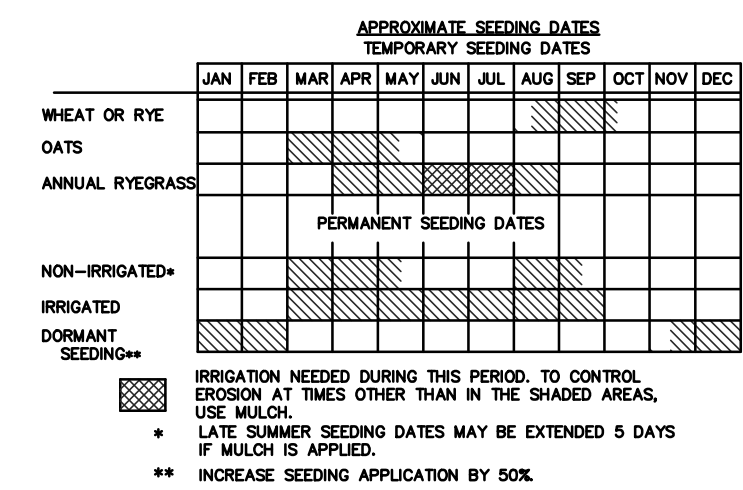 APPROXIMATE SEEDING DATES
TEMPORARY SEEDING DATES
JAN FEB MAR APR MAY JUN JUL AUG SEP OCT NOV DEC
WHEAT OR RYE
OATS
ANNUAL RYEGRASS
PERMANENT SEEDING DATES
NON-IRRIGATED*
IRRIGATED
DORMANT
SEEDING**
IRRIGATION NEEDED DURING THIS PERIOD. TO CONTROL
EROSION AT TIMES OTHER THAN IN THE SHADED AREAS,
USE MULCH.
* LATE SUMMER SEEDING DATES MAY BE EXTENDED 5 DAYS
IF MULCH IS APPLIED.
** INCREASE SEEDING APPLICATION BY 50%.